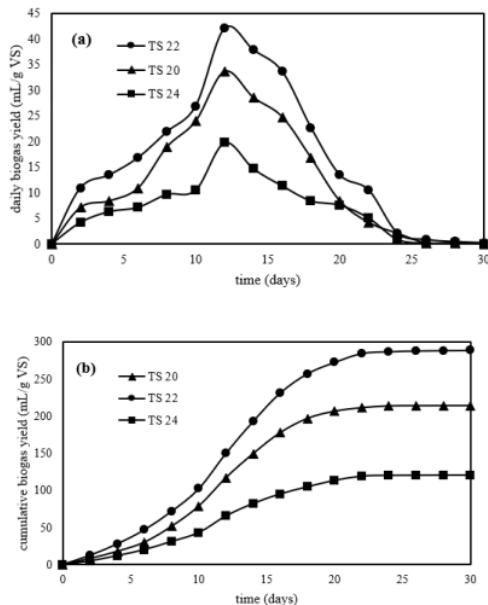 (a)
TS 22
TS 20
TS 24
45
40
35
30
25
20
15
10
5
0
daily biogas yield (mL/g VS)
0 5 10 15 20 25 30
time (days)
(b)
TS 20
TS 22
TS 24
300
250
200
150
100
50
0
cumulative biogas yield (mL/g VS)
0 5 10 15 20 25 30
time (days)